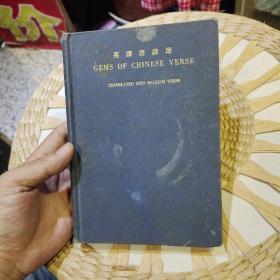 英譯唐詩選
GEMS OF CHINESE VERSE
TRANSLATED INTO ENGLISH VERSE